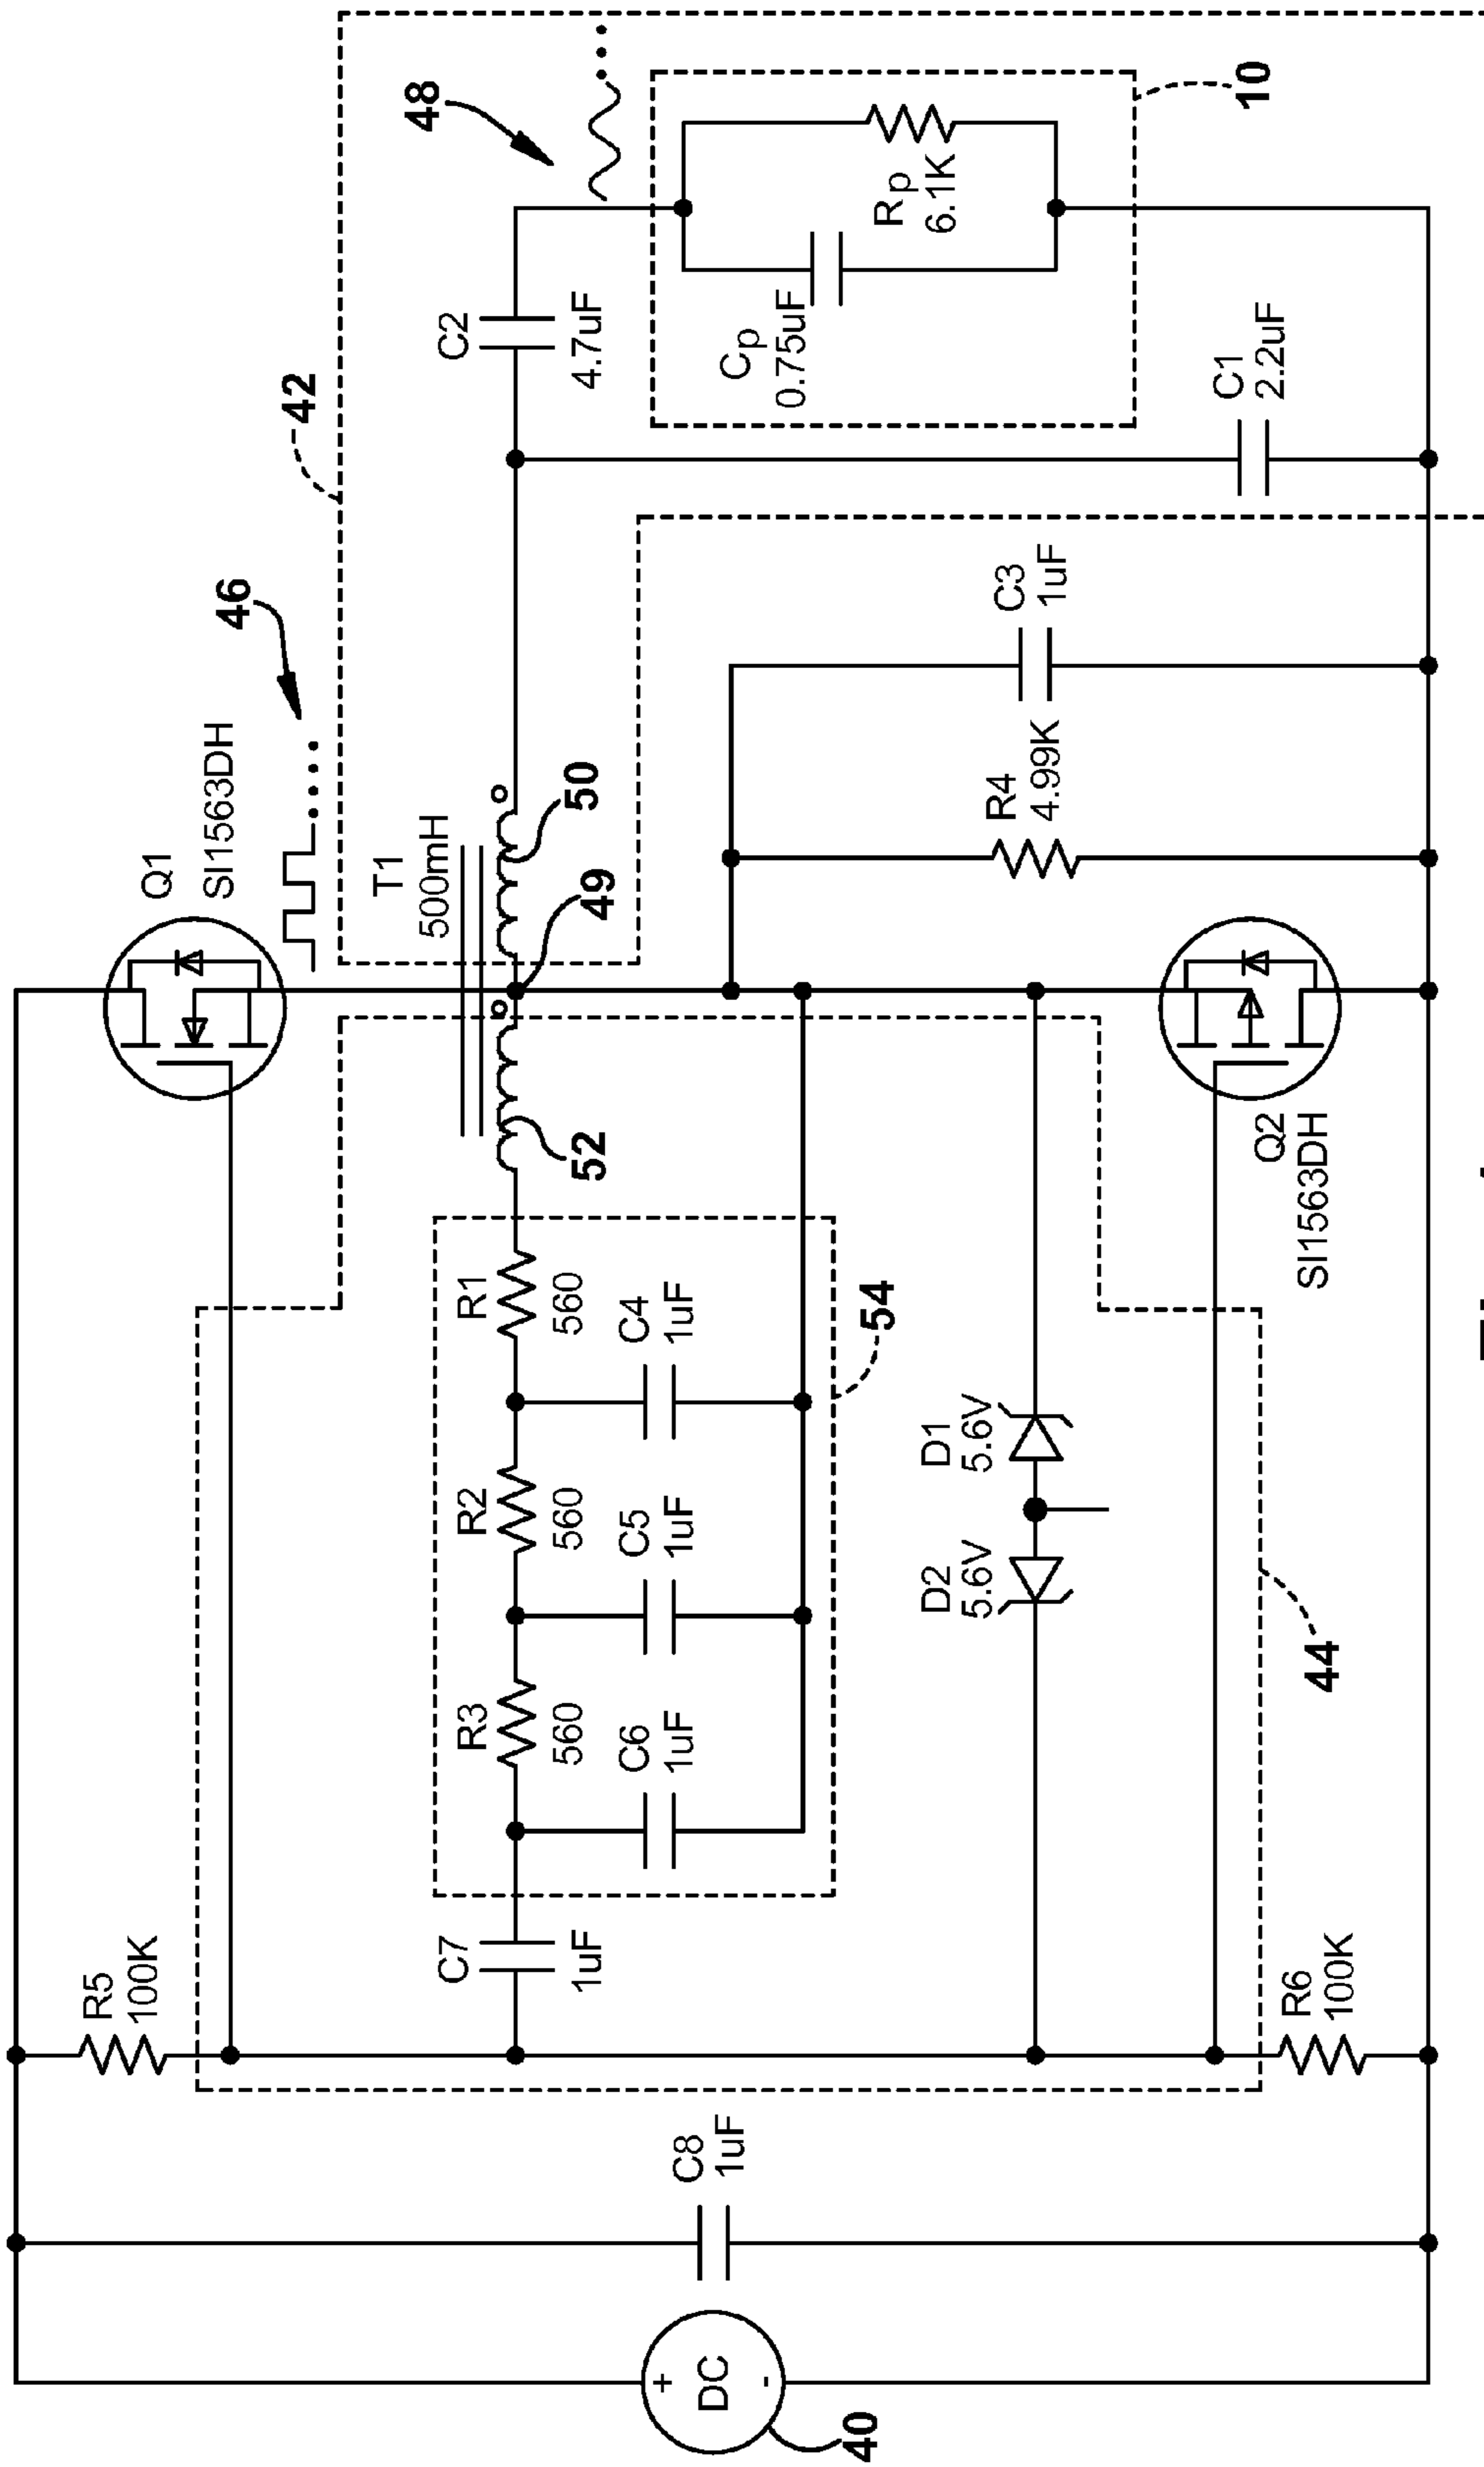 R5
100K
Q1
SI1563DH
46
42
48
T1
500mH
C2
4.7uF
50
49
52
R3
560
R2
560
R1
560
C7
1uF
C6
1uF
C5
1uF
C4
1uF
54
C8
1uF
+
DC
-
40
D2
5.6V
D1
5.6V
R4
4.99K
C3
1uF
Cp
0.75uF
Rp
6.1K
10
C1
2.2uF
R6
100K
44
Q2
SI1563DH